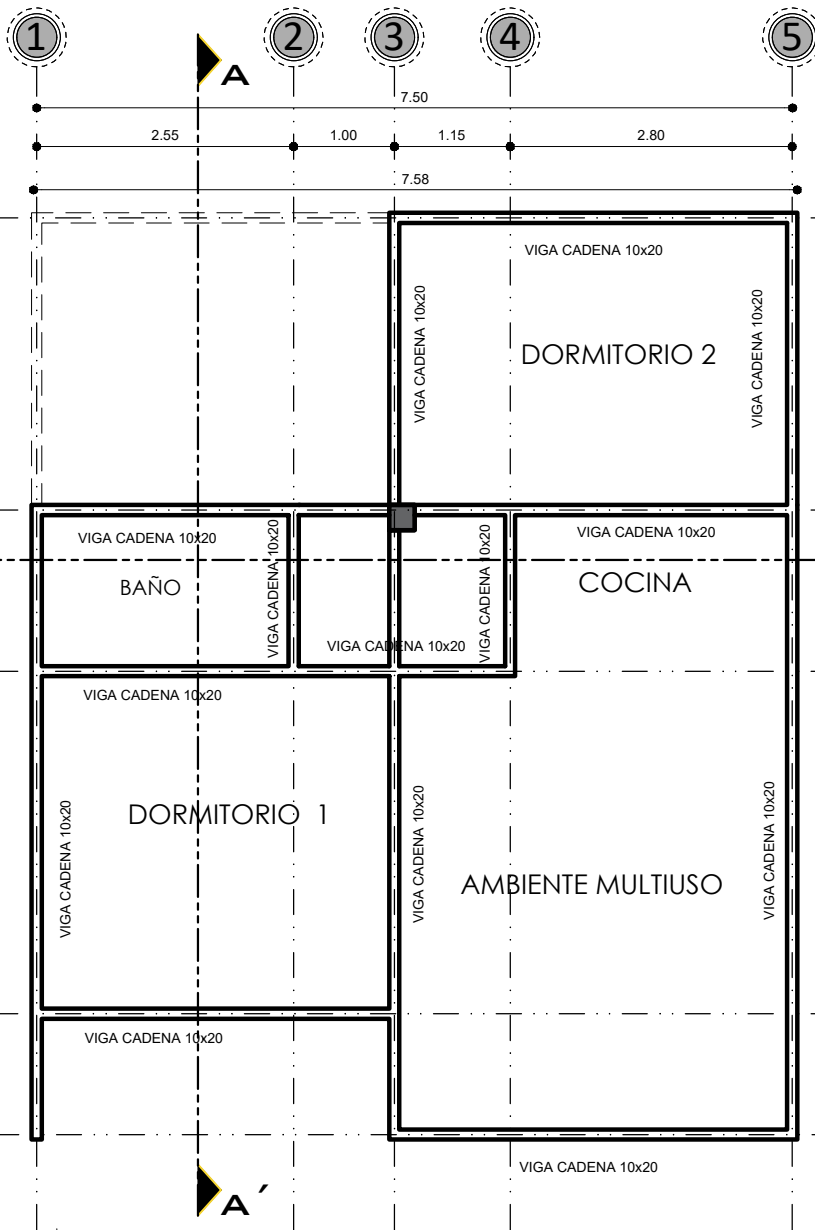 1 2 3 4 5
A
7.50
2.55 1.00 1.15 2.80
7.58
VIGA CADENA 10x20
VIGA CADENA 10x20
VIGA CADENA 10x20
DORMITORIO 2
VIGA CADENA 10x20
VIGA CADENA 10x20
VIGA CADENA 10x20
VIGA CADENA 10x20
BAÑO
COCINA
VIGA CADENA 10x20
VIGA CADENA 10x20
VIGA CADENA 10x20
DORMITORIO 1
VIGA CADENA 10x20
VIGA CADENA 10x20
AMBIENTE MULTIUSO
VIGA CADENA 10x20
VIGA CADENA 10x20
A´